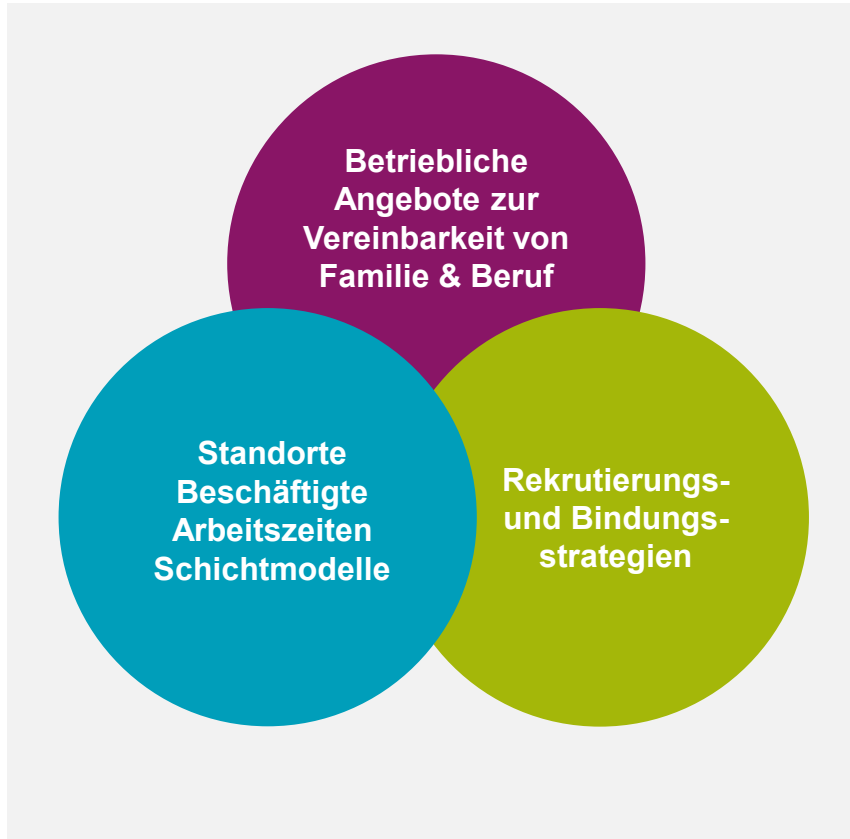 Betriebliche
Angebote zur
Vereinbarkeit von
Familie & Beruf
Standorte
Beschäftigte
Arbeitszeiten
Schichtmodelle
Rekrutierungs-
und Bindungs-
strategien